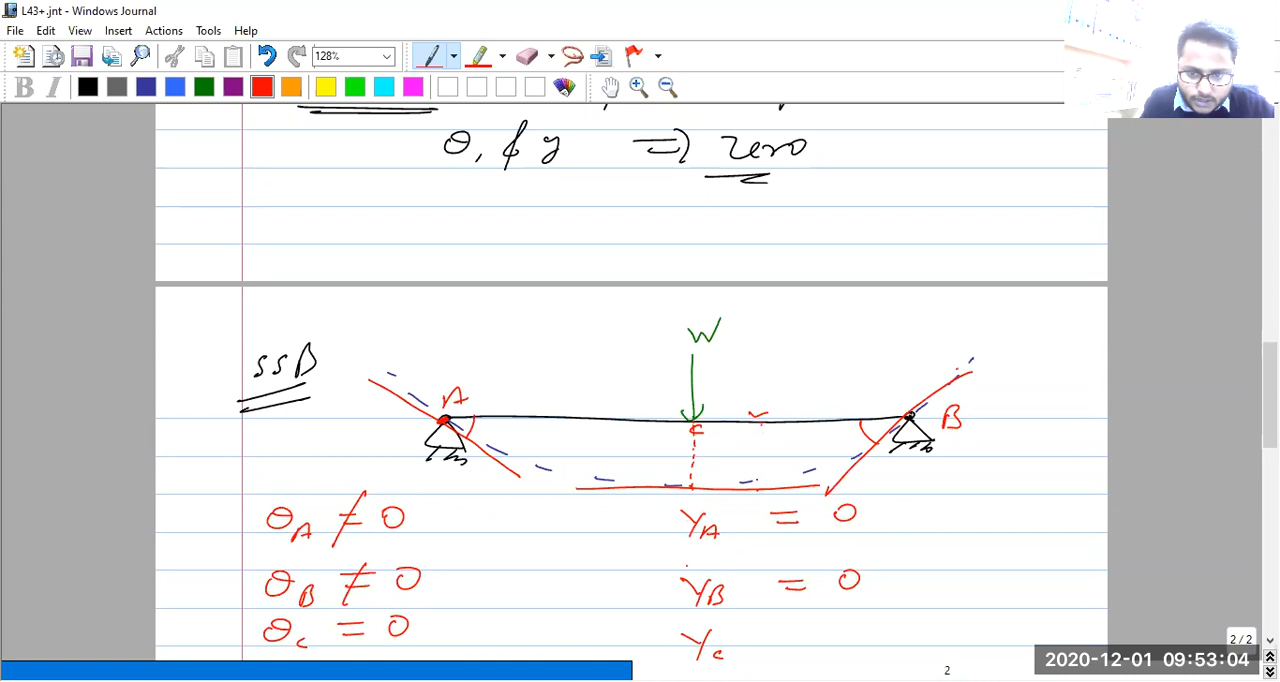 L43+.jnt - Windows Journal
File Edit View Insert Actions Tools Help
128%
B I
θ, & y ⇒ zero
W
SSB
A
C
B
θA ≠ 0
yA = 0
θB ≠ 0
yB = 0
θc = 0
yc
2 / 2
2020-12-01 09:53:04
2